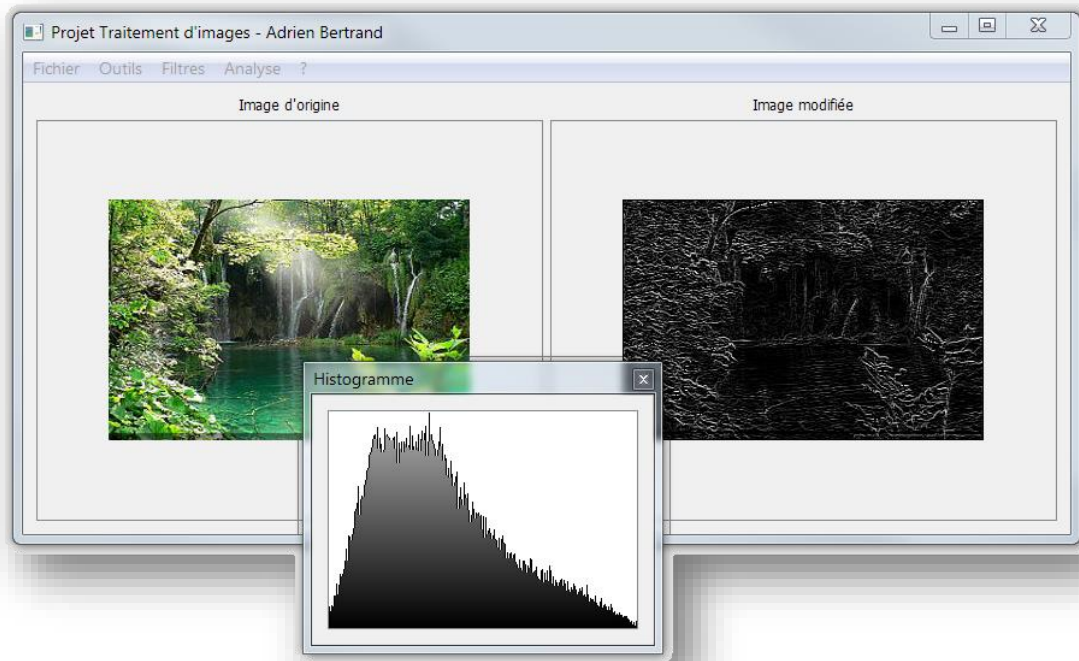 Projet Traitement d'images - Adrien Bertrand
Fichier Outils Filtres Analyse ?
Image d'origine
Image modifiée
Histogramme